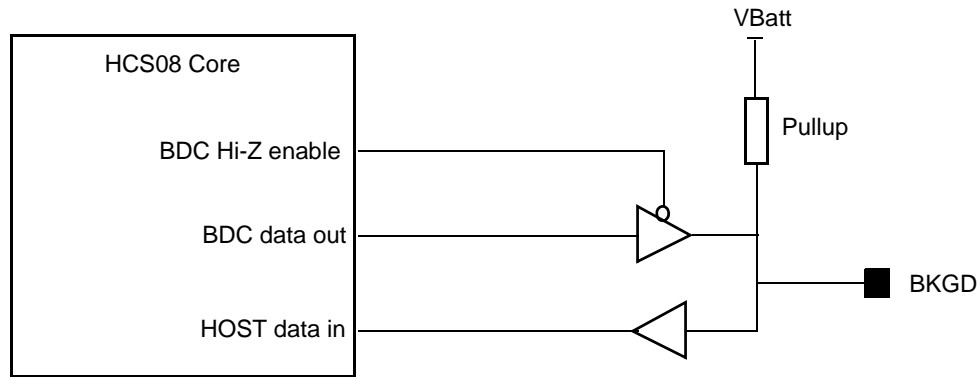 VBatt
HCS08 Core
Pullup
BDC Hi-Z enable
BDC data out
BKGD
HOST data in